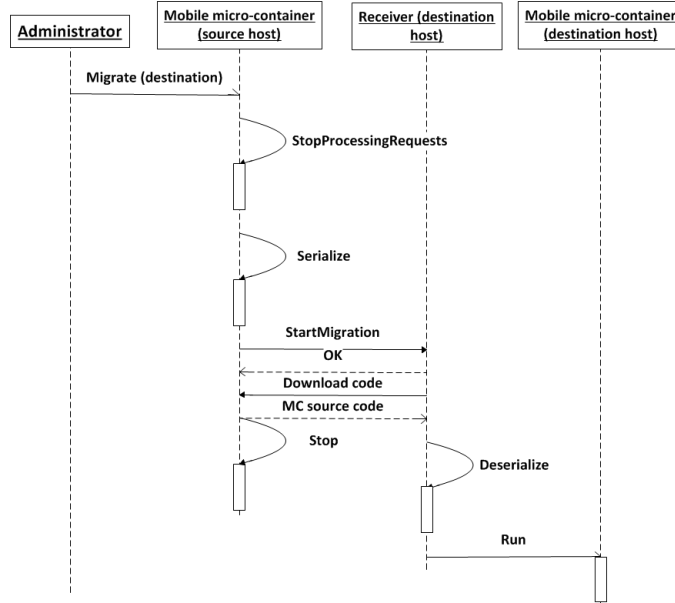 Administrator
Mobile micro-container
(source host)
Receiver (destination
host)
Mobile micro-container
(destination host)
Migrate (destination)
StopProcessingRequests
Serialize
StartMigration
OK
Download code
MC source code
Stop
Deserialize
Run